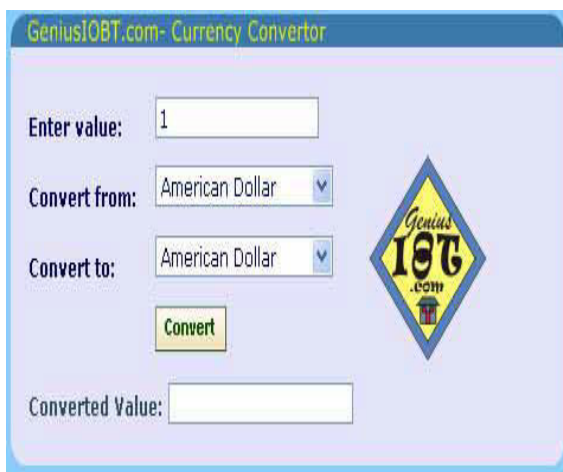 GeniusIOBT.com- Currency Convertor
Enter value: 1
Convert from: American Dollar
Convert to: American Dollar
Convert
Converted Value:
Genius
.com